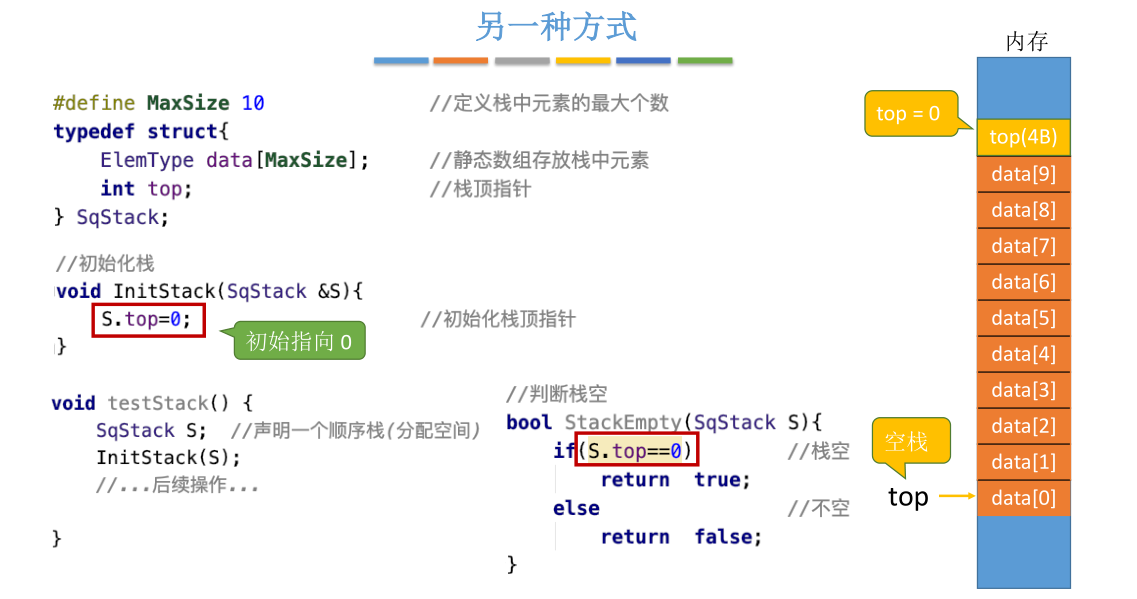 另一种方式
#define MaxSize 10 //定义栈中元素的最大个数
typedef struct{
ElemType data[MaxSize]; //静态数组存放栈中元素
int top; //栈顶指针
} SqStack;
//初始化栈
void InitStack(SqStack &S){
S.top=0; //初始化栈顶指针
初始指向 0
}
void testStack() {
SqStack S; //声明一个顺序栈(分配空间)
InitStack(S);
//...后续操作...
}
//判断栈空
bool StackEmpty(SqStack S){
if(S.top==0) //栈空
return true;
else //不空
return false;
}
内存
top = 0
top(4B)
data[9]
data[8]
data[7]
data[6]
data[5]
data[4]
data[3]
data[2]
data[1]
空栈
top
data[0]